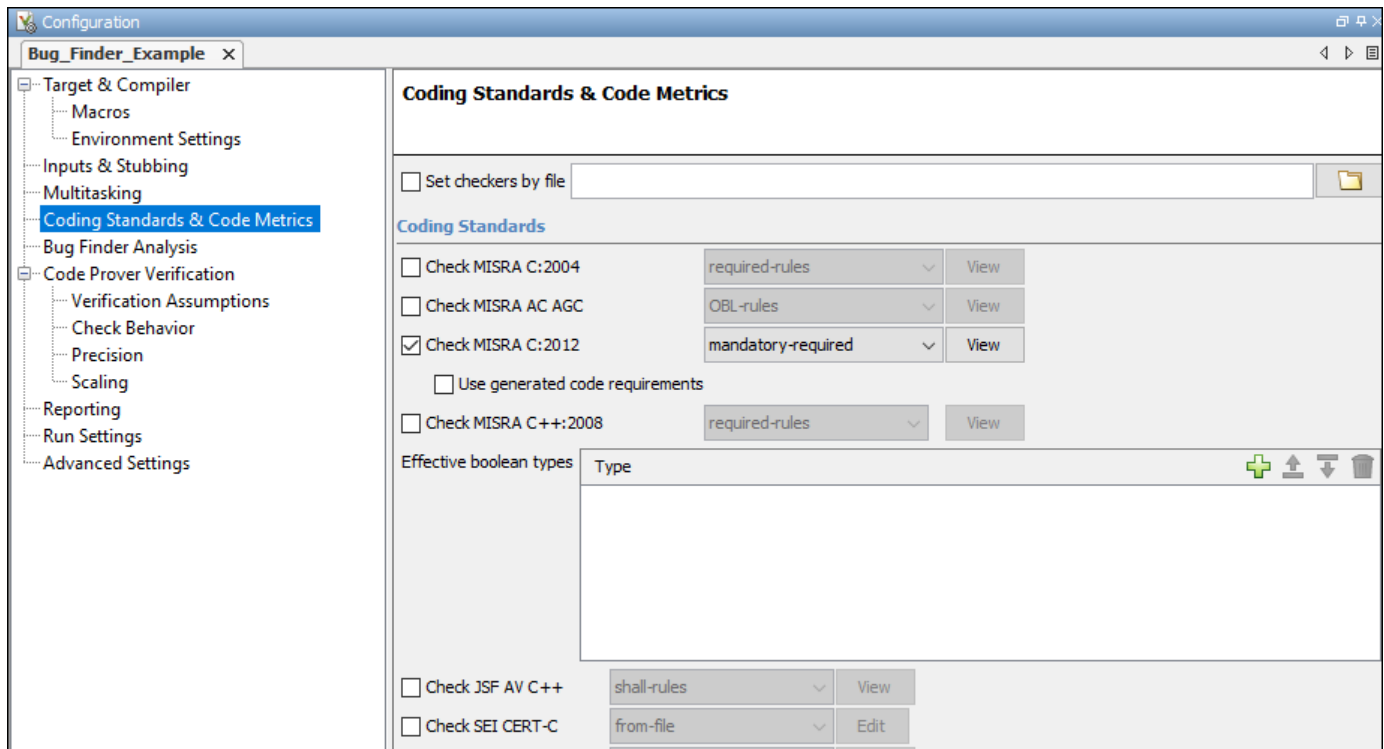 Configuration
Bug_Finder_Example X
Target & Compiler
Macros
Environment Settings
Inputs & Stubbing
Multitasking
Coding Standards & Code Metrics
Bug Finder Analysis
Code Prover Verification
Verification Assumptions
Check Behavior
Precision
Scaling
Reporting
Run Settings
Advanced Settings
Coding Standards & Code Metrics
Set checkers by file
Coding Standards
Check MISRA C:2004 required-rules View
Check MISRA AC AGC OBL-rules View
Check MISRA C:2012 mandatory-required View
Use generated code requirements
Check MISRA C++:2008 required-rules View
Effective boolean types Type
Check JSF AV C++ shall-rules View
Check SEI CERT-C from-file Edit